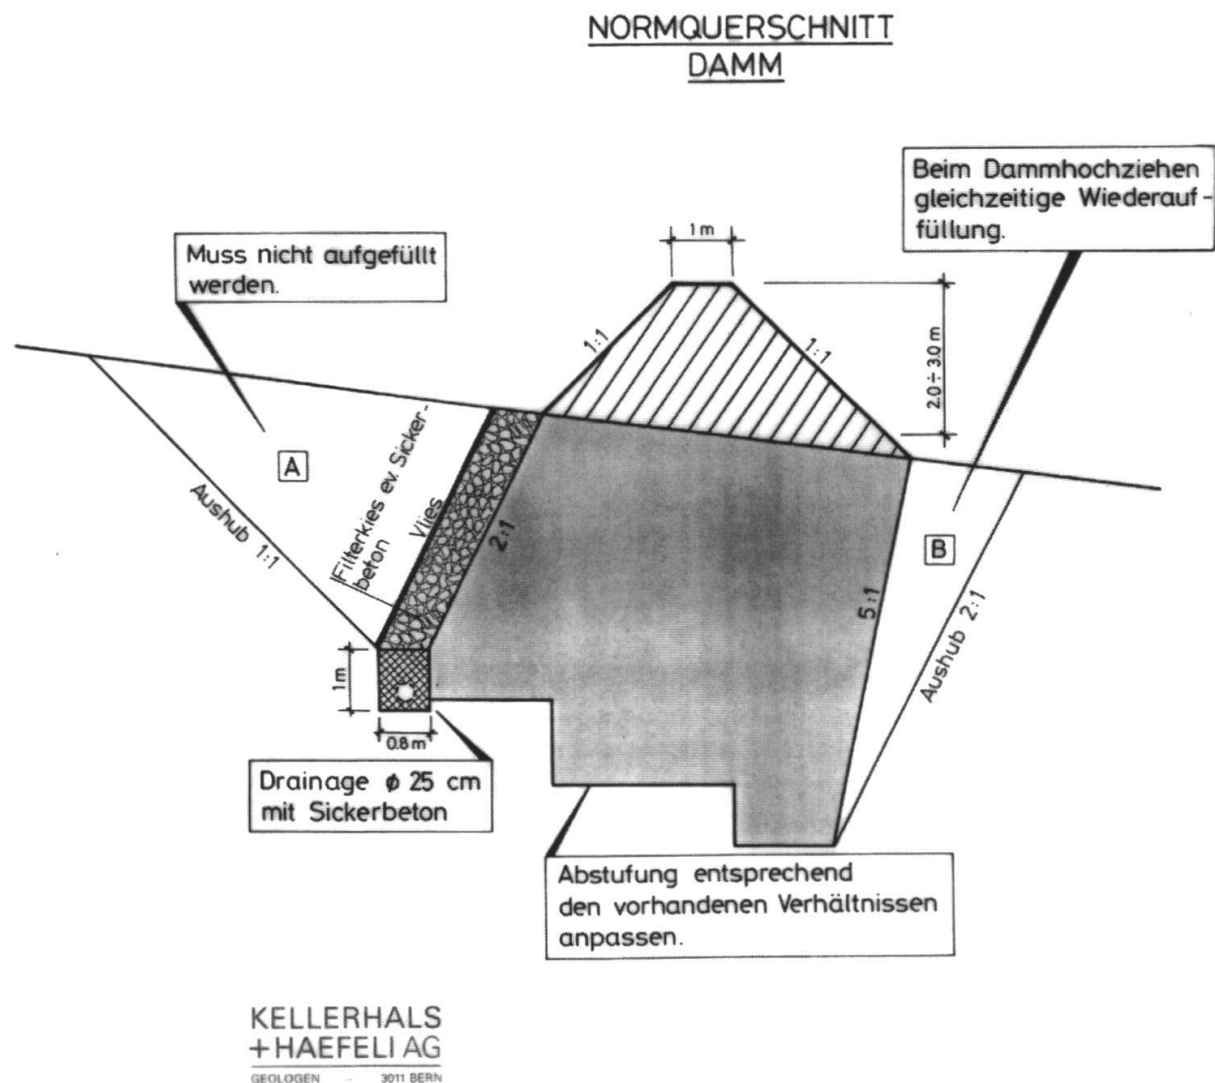 NORMQUERSCHNITT
DAMM
Beim Dammhochziehen
gleichzeitige Wiederauf-
füllung.
Muss nicht aufgefüllt
werden.
1m
1:1
1:1
2.0÷3.0m
A
Aushub 1:1
Filterkies ev. Sicker-
beton
Vlies
2:1
B
5:1
Aushub 2:1
1m
0.8m
Drainage ϕ 25 cm
mit Sickerbeton
Abstufung entsprechend
den vorhandenen Verhältnissen
anpassen.
KELLERHALS
+HAEFELI AG
GEOLOGEN - 3011 BERN